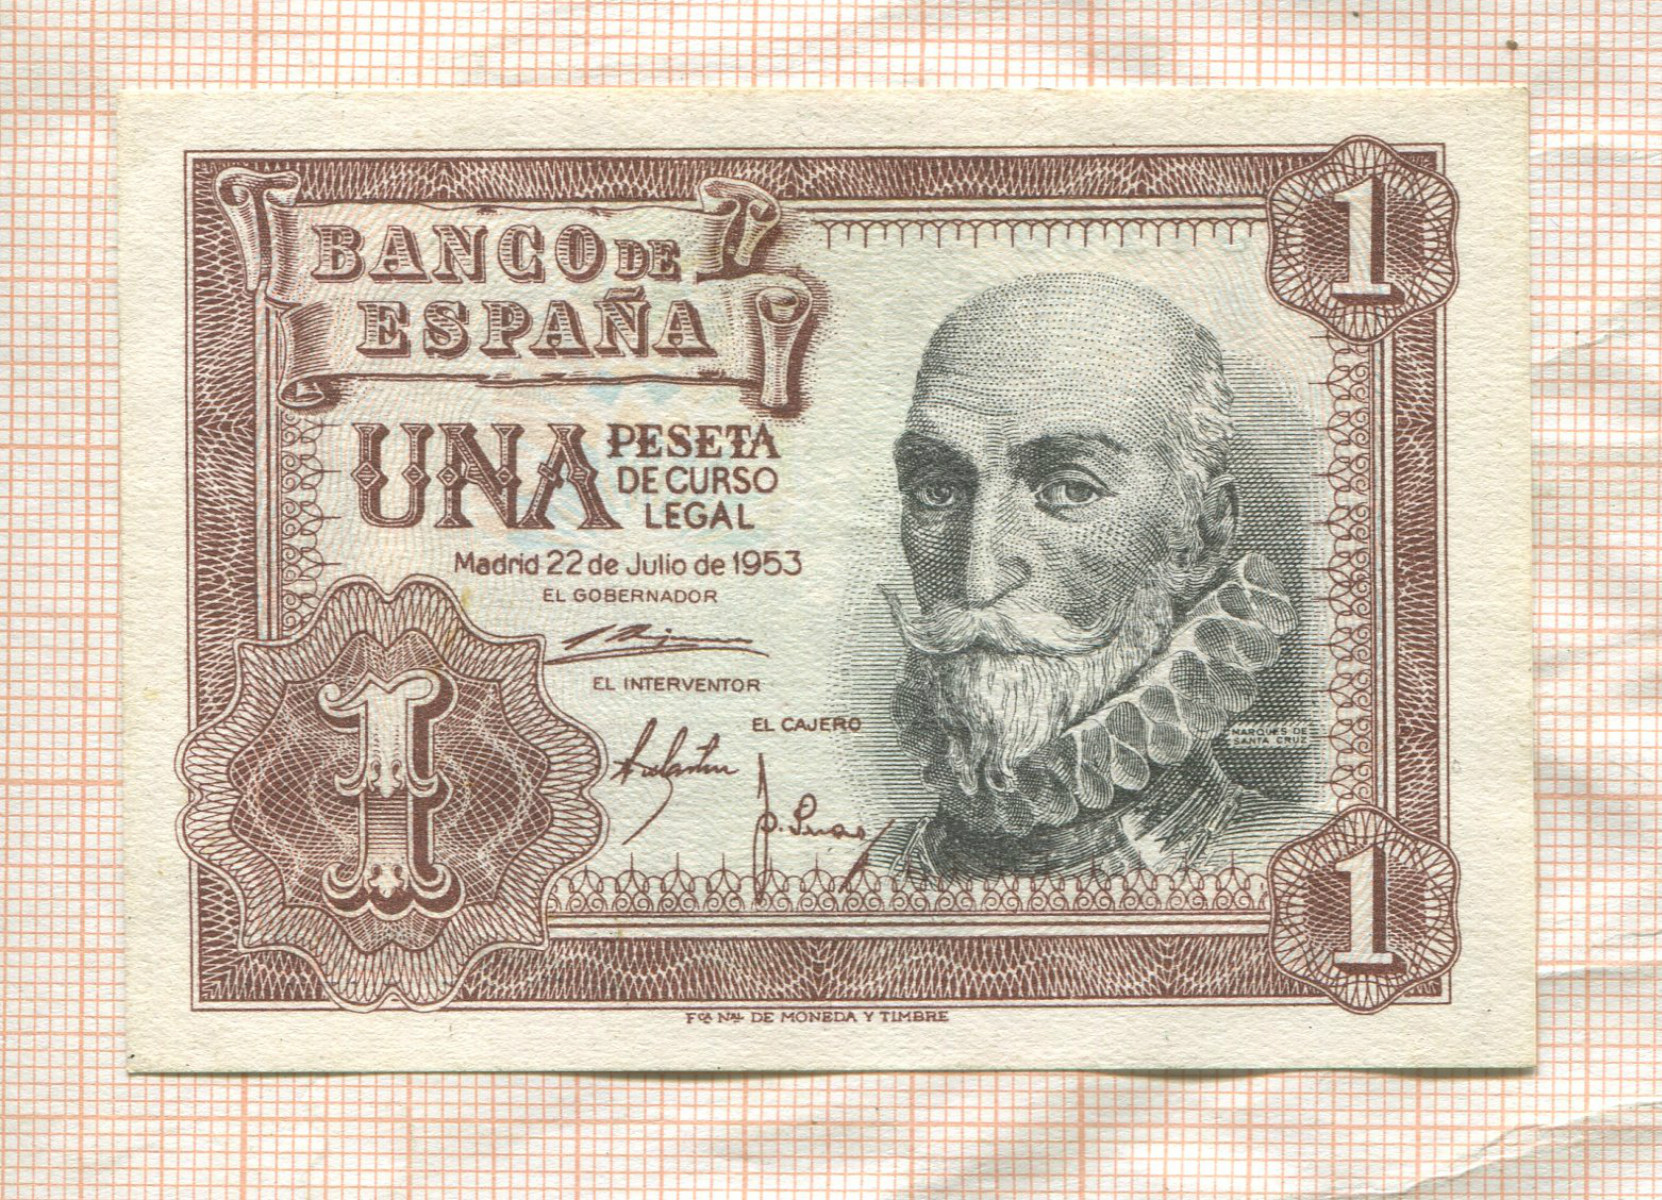 BANCO DE
ESPAÑA
1
UNA PESETA
DE CURSO
LEGAL
Madrid 22 de Julio de 1953
EL GOBERNADOR
EL INTERVENTOR
EL CAJERO
MARQUES DE
SANTA CRUZ
1
1
Fca NAL DE MONEDA Y TIMBRE